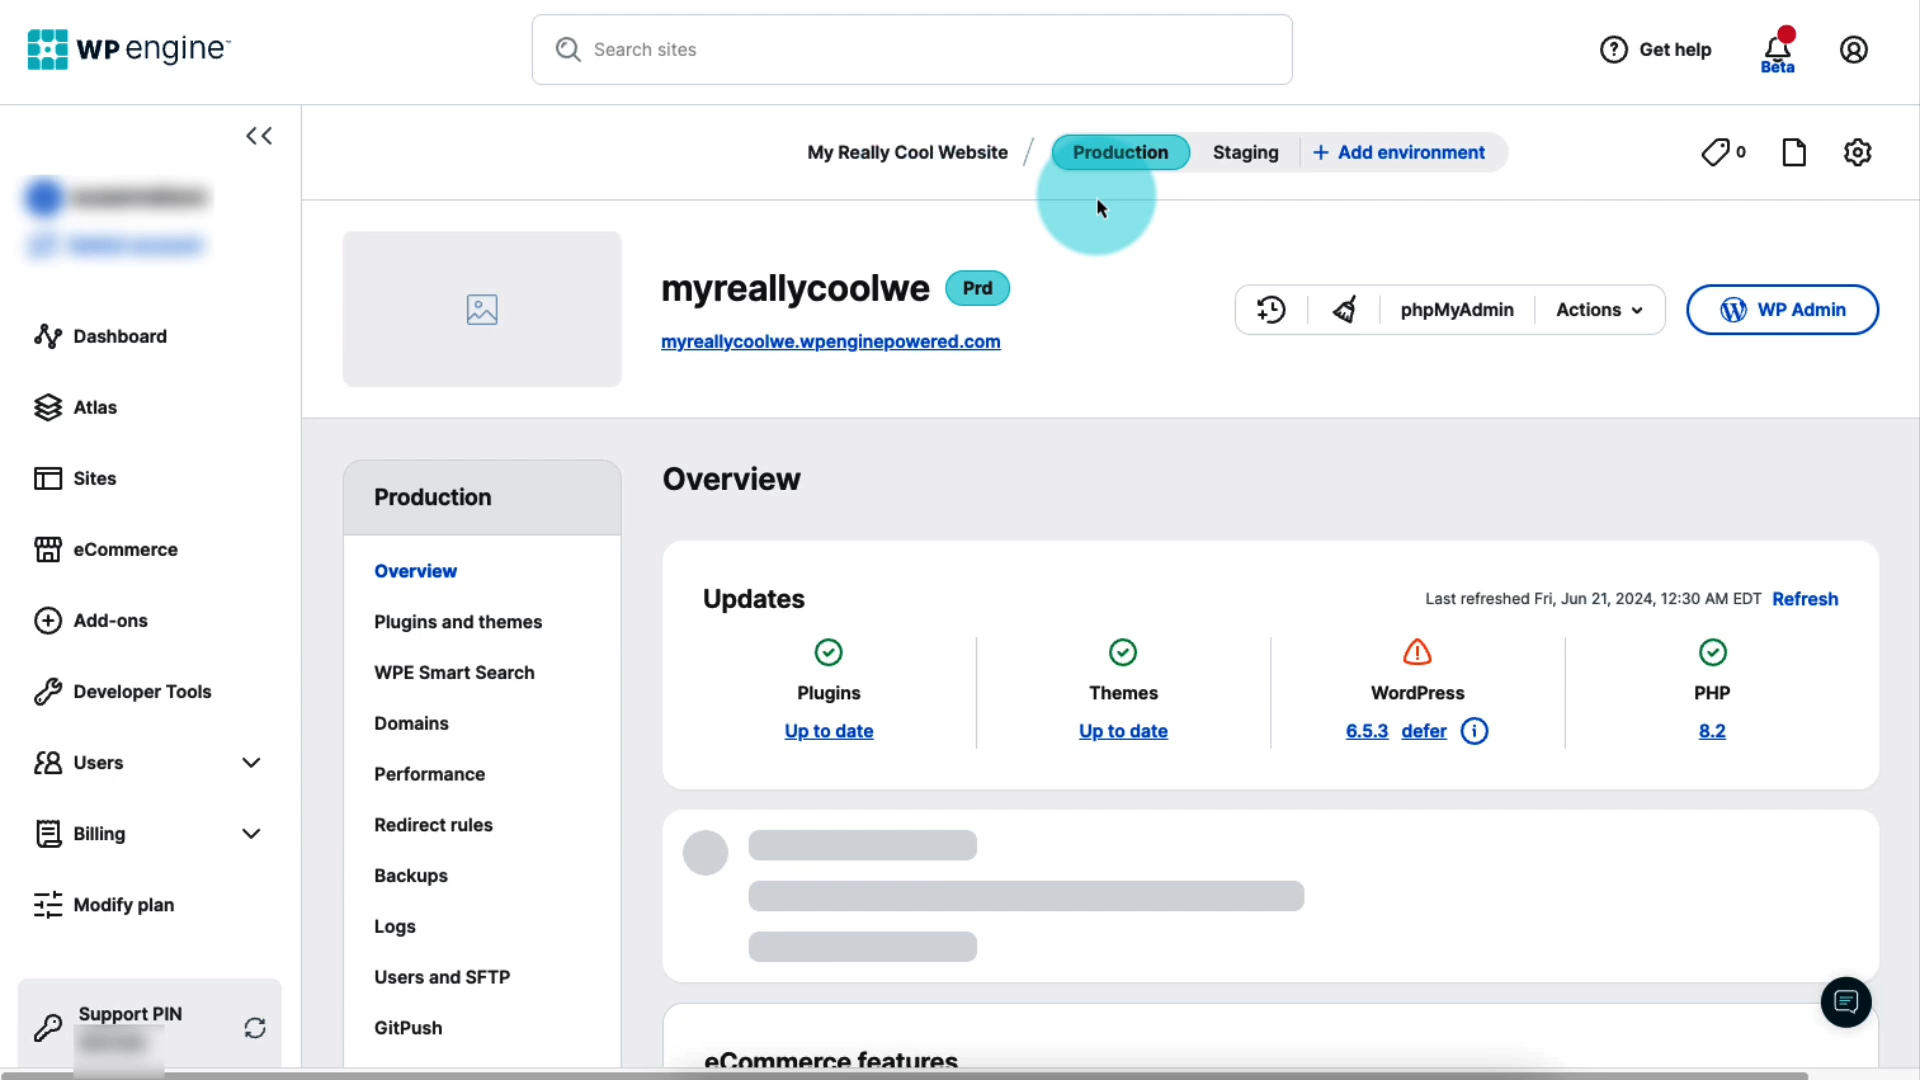 WP engine™
Search sites
Get help
Beta
My Really Cool Website / Production Staging + Add environment
0
myreallycoolwe Prd
myreallycoolwe.wpenginepowered.com
phpMyAdmin
Actions
WP Admin
Dashboard
Atlas
Sites
eCommerce
Add-ons
Developer Tools
Users
Billing
Modify plan
Support PIN
Production
Overview
Plugins and themes
WPE Smart Search
Domains
Performance
Redirect rules
Backups
Logs
Users and SFTP
GitPush
Overview
Updates
Last refreshed Fri, Jun 21, 2024, 12:30 AM EDT Refresh
Plugins
Up to date
Themes
Up to date
WordPress
6.5.3 defer
PHP
8.2
eCommerce features